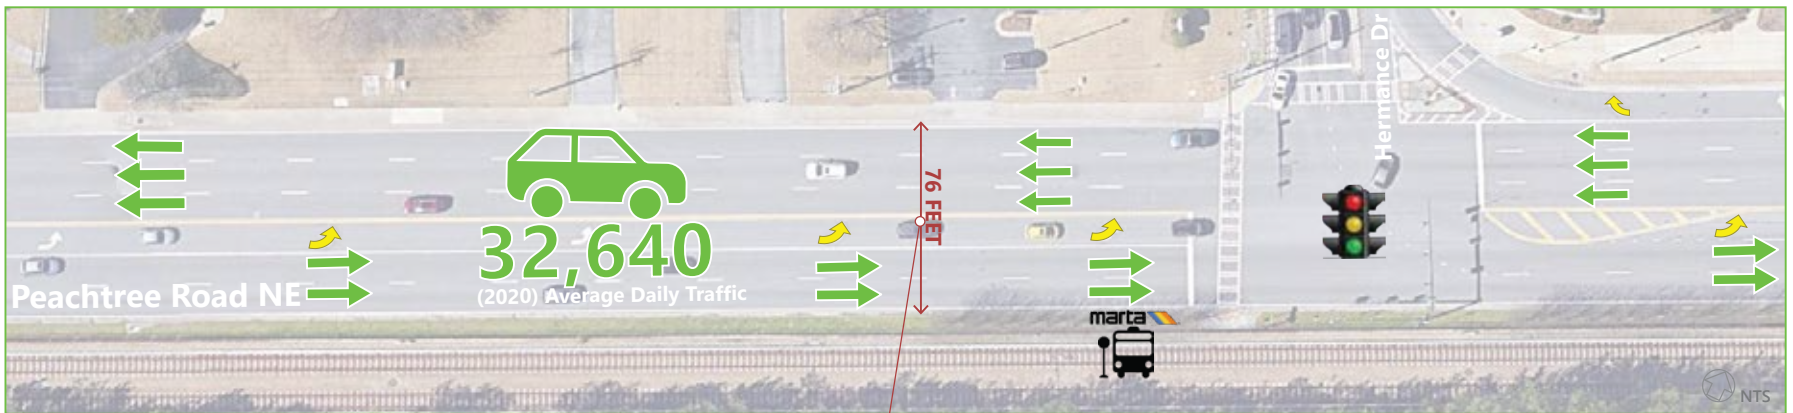 Hermance Dr
76 FEET
32,640
(2020) Average Daily Traffic
Peachtree Road NE
marta
NTS